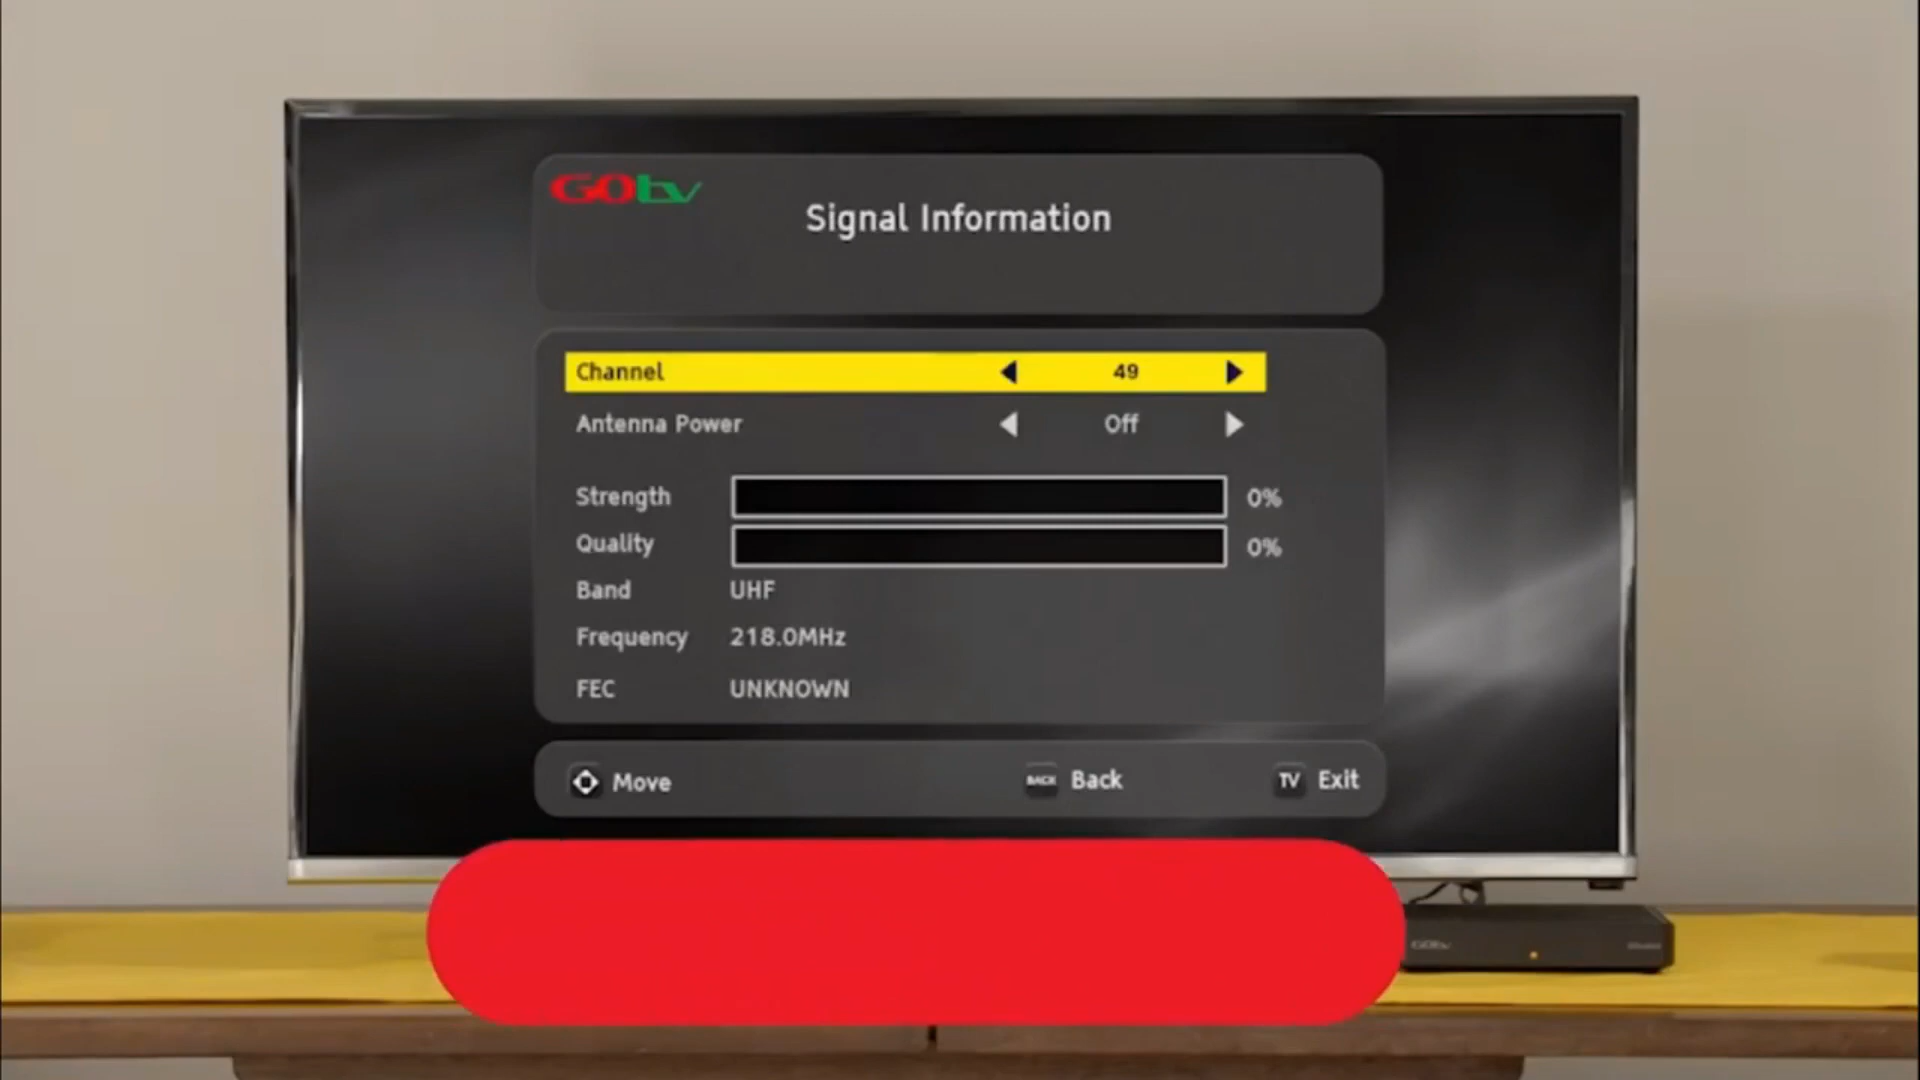 GOtv
Signal Information
Channel 49
Antenna Power Off
Strength 0%
Quality 0%
Band UHF
Frequency 218.0MHz
FEC UNKNOWN
Move BACK Back TV Exit
GOtv